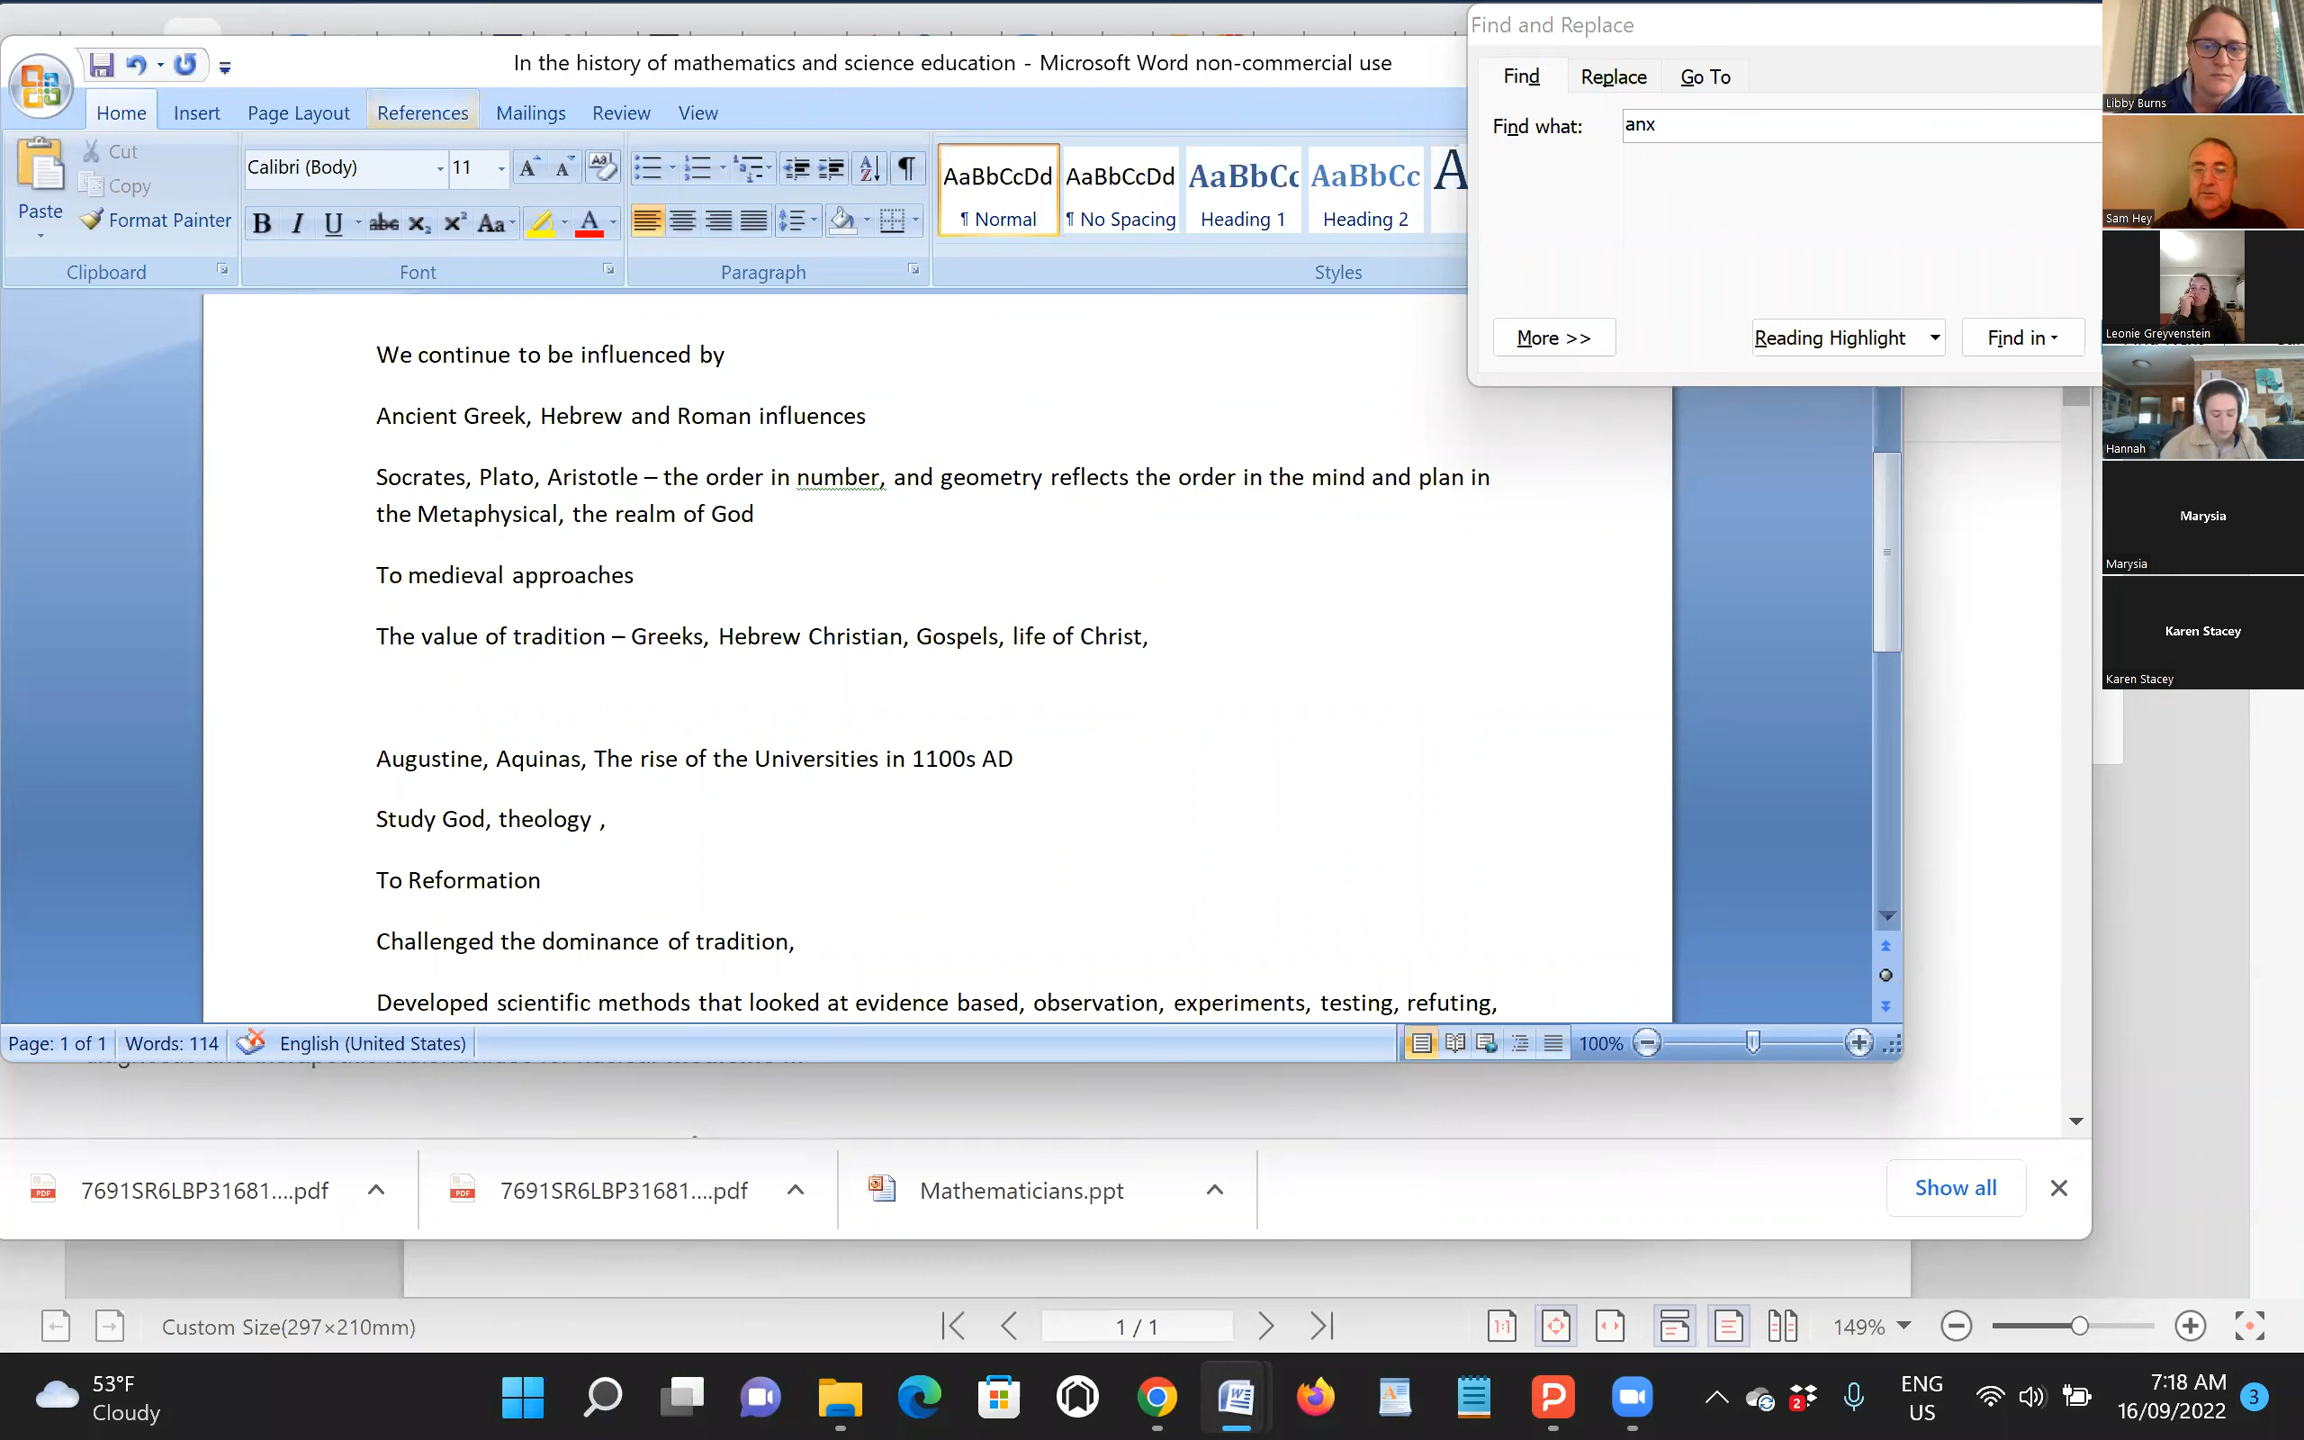 In the history of mathematics and science education - Microsoft Word non-commercial use
Home Insert Page Layout References Mailings Review View
Paste
Cut
Copy
Format Painter
Clipboard
Calibri (Body) 11
Font
Paragraph
AaBbCcDd
¶ Normal
AaBbCcDd
¶ No Spacing
AaBbCc
Heading 1
AaBbCc
Heading 2
Styles
Find and Replace
Find Replace Go To
Find what: anx
More >>
Reading Highlight
Find in
We continue to be influenced by
Ancient Greek, Hebrew and Roman influences
Socrates, Plato, Aristotle – the order in number, and geometry reflects the order in the mind and plan in
the Metaphysical, the realm of God
To medieval approaches
The value of tradition – Greeks, Hebrew Christian, Gospels, life of Christ,
Augustine, Aquinas, The rise of the Universities in 1100s AD
Study God, theology ,
To Reformation
Challenged the dominance of tradition,
Developed scientific methods that looked at evidence based, observation, experiments, testing, refuting,
Page: 1 of 1 Words: 114 English (United States) 100%
Libby Burns
Sam Hey
Leonie Greyvenstein
Hannah
Marysia
Marysia
Karen Stacey
Karen Stacey
7691SR6LBP31681....pdf
7691SR6LBP31681....pdf
Mathematicians.ppt
Show all
Custom Size(297×210mm)
1 / 1
149%
53°F
Cloudy
ENG
US
7:18 AM
16/09/2022
3
2